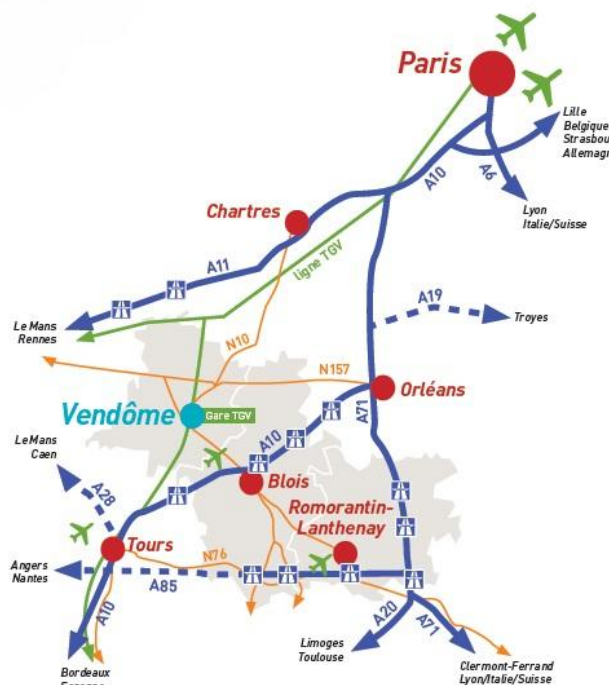 Paris
Lille
Belgique
Strasbou
Allemagn
A10
A6
Lyon
Italie/Suisse
Chartres
ligne TGV
A11
Le Mans
Rennes
A19
Troyes
N10
N157
Orléans
Vendôme
Gare TGV
A10
A71
Le Mans
Caen
A28
Blois
Romorantin-
Lanthenay
Tours
N76
Angers
Nantes
A85
A10
A20
A71
Limoges
Toulouse
Clermont-Ferrand
Lyon/Italie/Suisse
Bordeaux